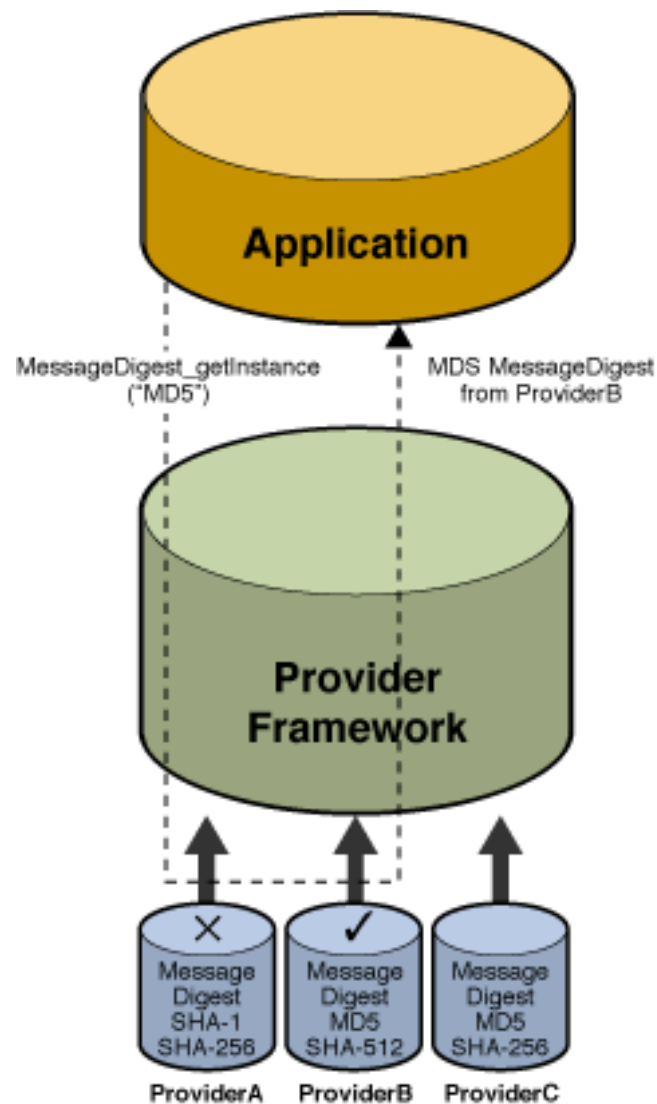 Application
MessageDigest_getInstance
("MD5")
MDS MessageDigest
from ProviderB
Provider
Framework
Message
Digest
SHA-1
SHA-256
Message
Digest
MD5
SHA-512
Message
Digest
MD5
SHA-256
ProviderA
ProviderB
ProviderC